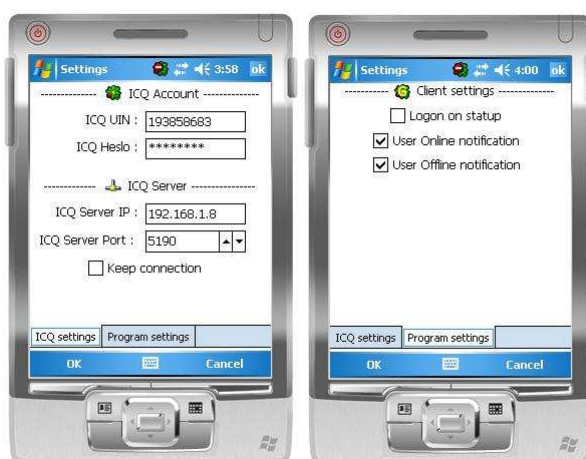 Settings 3:58 ok
ICQ Account
ICQ UIN : 193858683
ICQ Heslo : ********
ICQ Server
ICQ Server IP : 192.168.1.8
ICQ Server Port : 5190
Keep connection
ICQ settings Program settings
OK Cancel
Settings 4:00 ok
Client settings
Logon on statup
User Online notification
User Offline notification
ICQ settings Program settings
OK Cancel